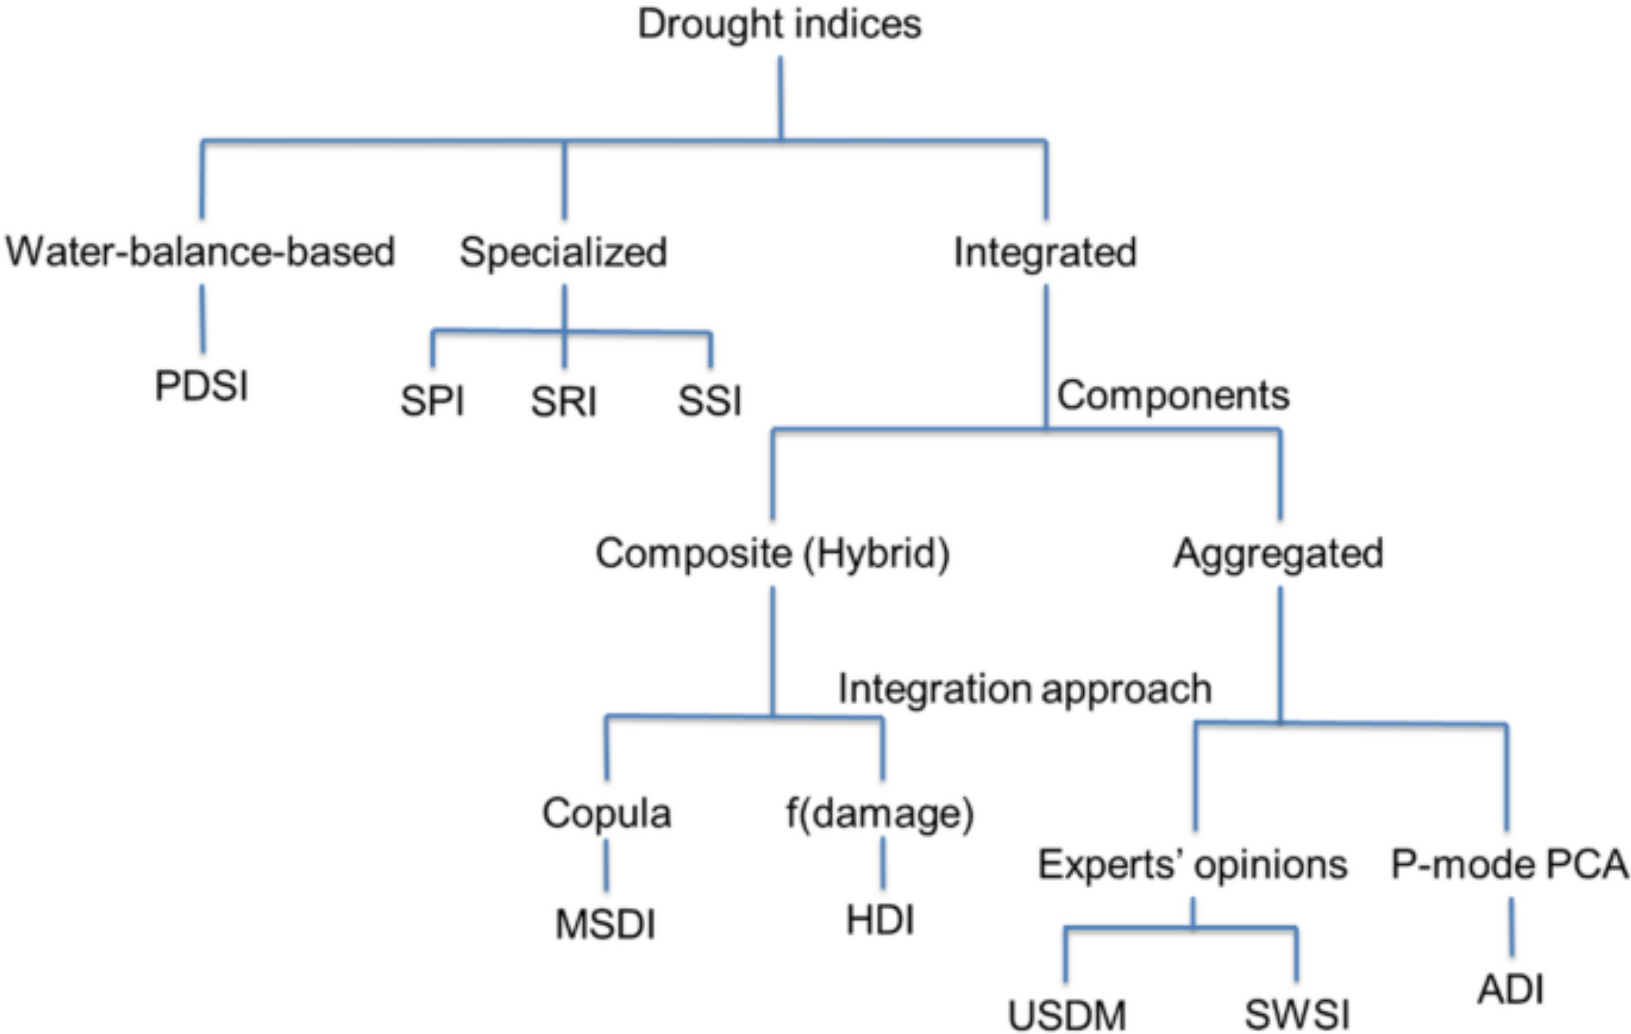 Drought indices
Water-balance-based
Specialized
Integrated
PDSI
SPI
SRI
SSI
Components
Composite (Hybrid)
Aggregated
Integration approach
Copula
f(damage)
Experts’ opinions
P-mode PCA
MSDI
HDI
USDM
SWSI
ADI